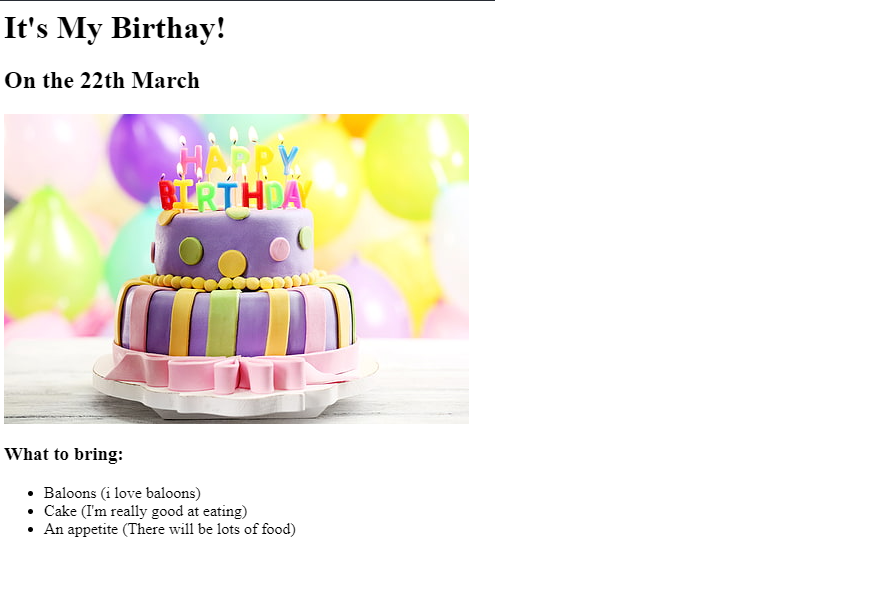 It's My Birthay!
On the 22th March
HAPPY
BIRTHDAY
What to bring:
Baloons (i love baloons)
Cake (I'm really good at eating)
An appetite (There will be lots of food)